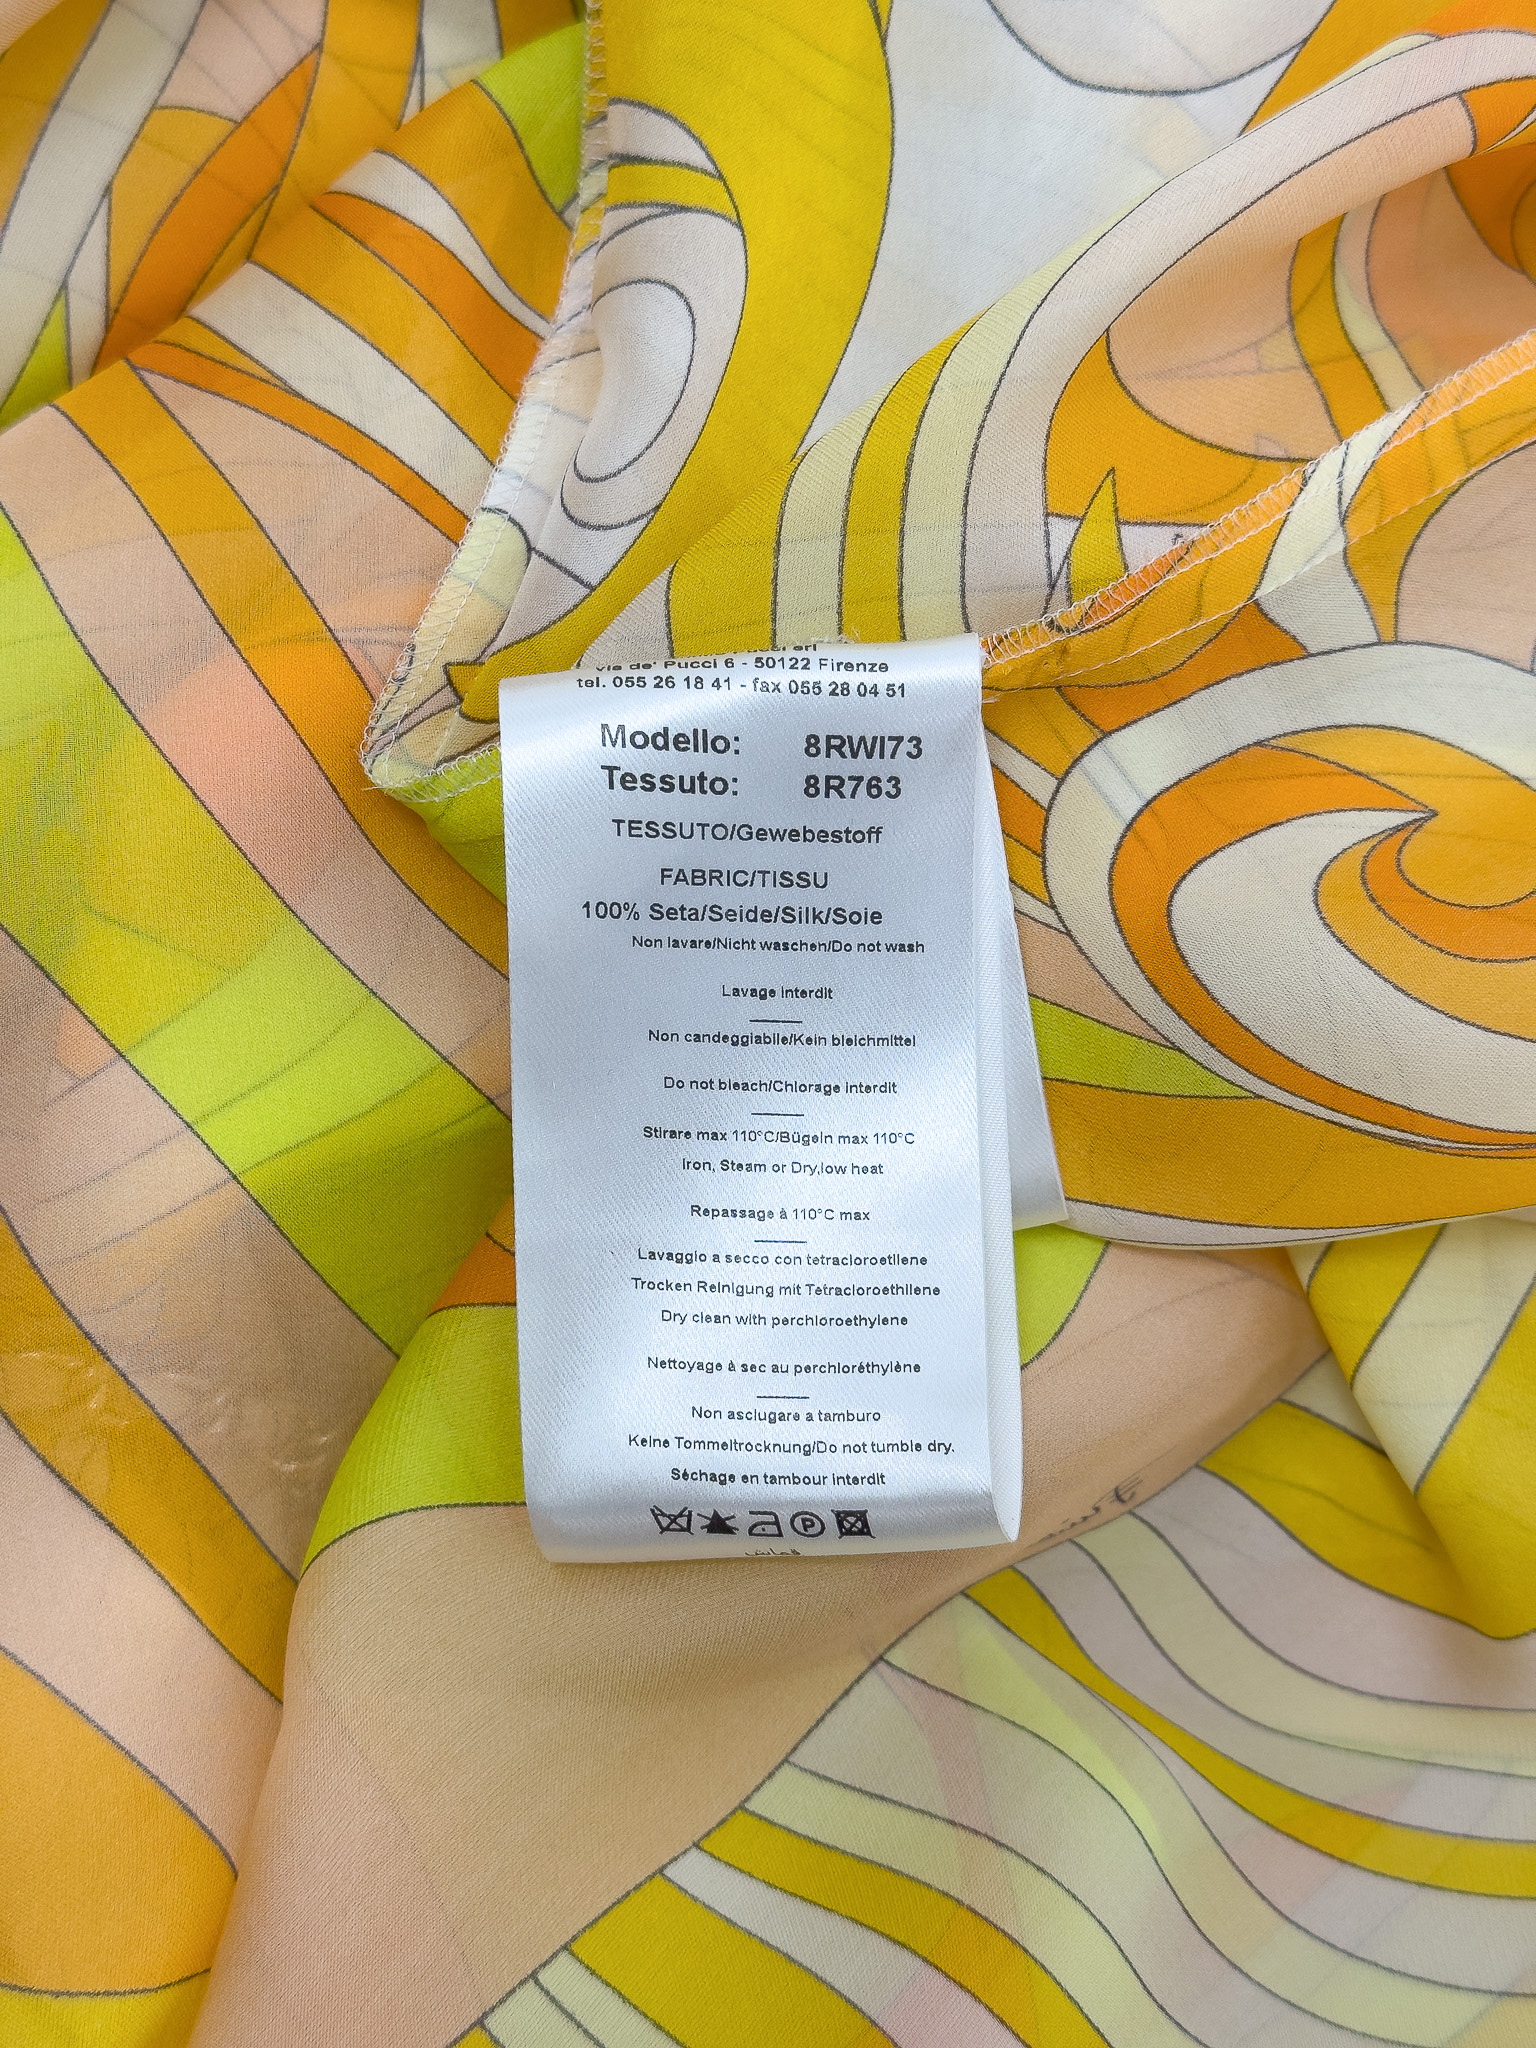 Pucci srl
via de' Pucci 6 - 50122 Firenze
tel. 055 26 18 41 - fax 055 28 04 51
Modello: 8RWI73
Tessuto: 8R763
TESSUTO/Gewebestoff
FABRIC/TISSU
100% Seta/Seide/Silk/Soie
Non lavare/Nicht waschen/Do not wash
Lavage interdit
Non candeggiabile/Kein bleichmittel
Do not bleach/Chlorage interdit
Stirare max 110°C/Bügeln max 110°C
Iron, Steam or Dry,low heat
Repassage à 110°C max
Lavaggio a secco con tetracloroetilene
Trocken Reinigung mit Tetracloroethilene
Dry clean with perchloroethylene
Nettoyage à sec au perchloréthylène
Non asciugare a tamburo
Keine Tommeltrocknung/Do not tumble dry.
Séchage en tambour interdit
P